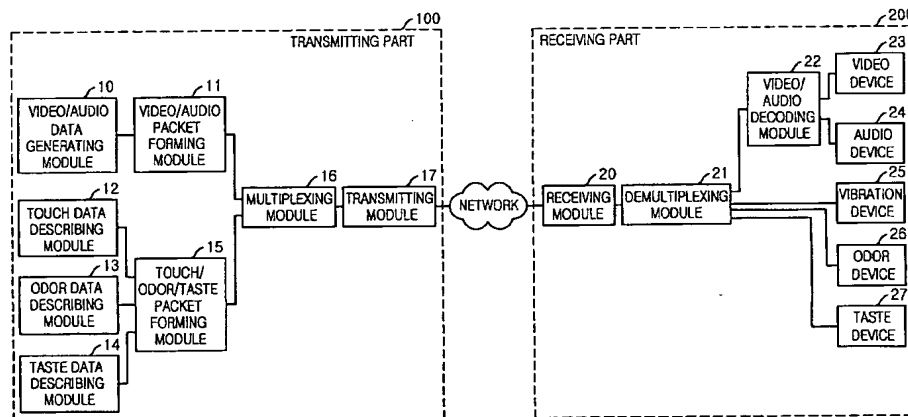 100
200
TRANSMITTING PART
RECEIVING PART
10
VIDEO/AUDIO
DATA
GENERATING
MODULE
11
VIDEO/AUDIO
PACKET
FORMING
MODULE
12
TOUCH DATA
DESCRIBING
MODULE
13
ODOR DATA
DESCRIBING
MODULE
14
TASTE DATA
DESCRIBING
MODULE
15
TOUCH/
ODOR/TASTE
PACKET
FORMING
MODULE
16
MULTIPLEXING
MODULE
17
TRANSMITTING
MODULE
NETWORK
20
RECEIVING
MODULE
21
DEMULTIPLEXING
MODULE
22
VIDEO/
AUDIO
DECODING
MODULE
23
VIDEO
DEVICE
24
AUDIO
DEVICE
25
VIBRATION
DEVICE
26
ODOR
DEVICE
27
TASTE
DEVICE